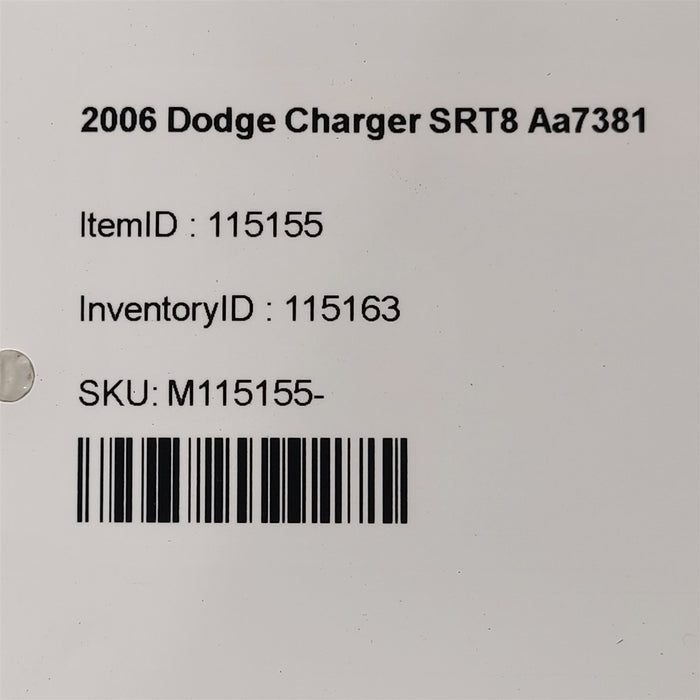 2006 Dodge Charger SRT8 Aa7381
ItemID : 115155
InventoryID : 115163
SKU: M115155-